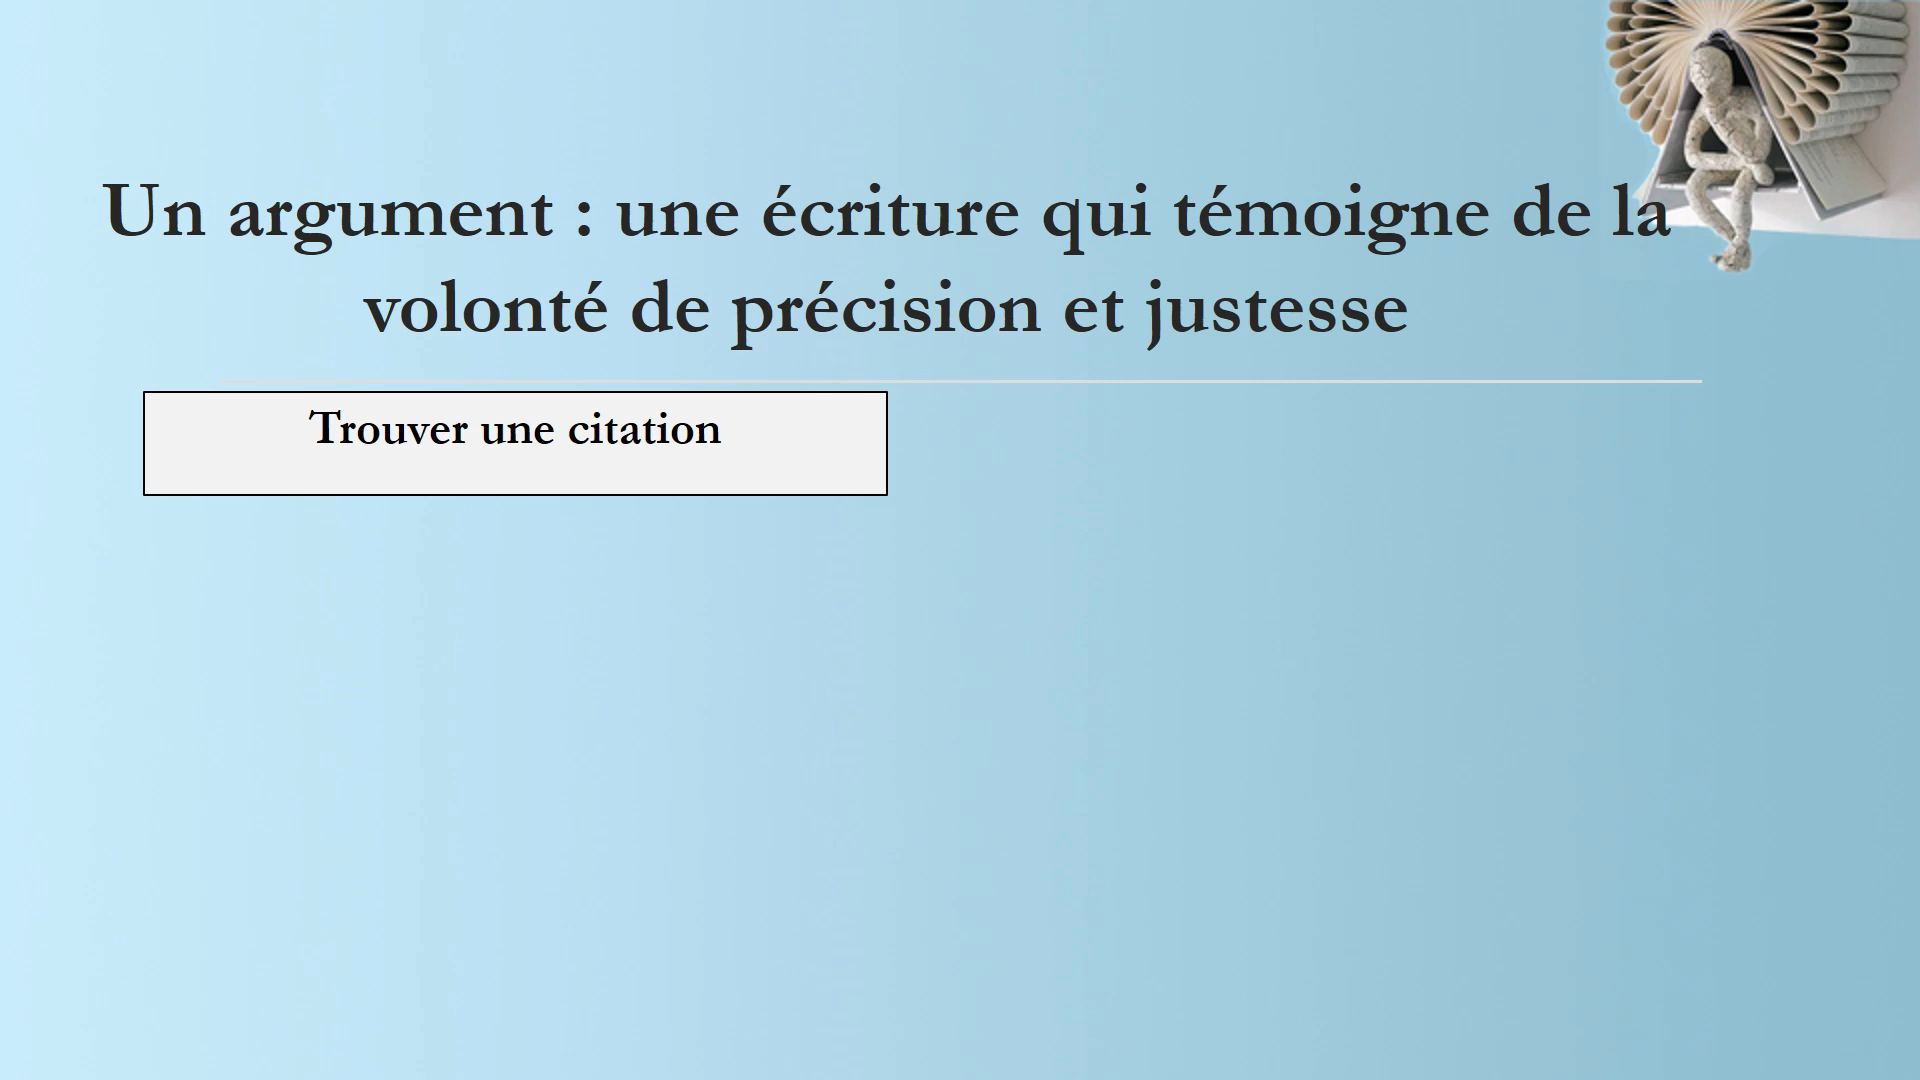 Un argument : une écriture qui témoigne de la
volonté de précision et justesse
Trouver une citation